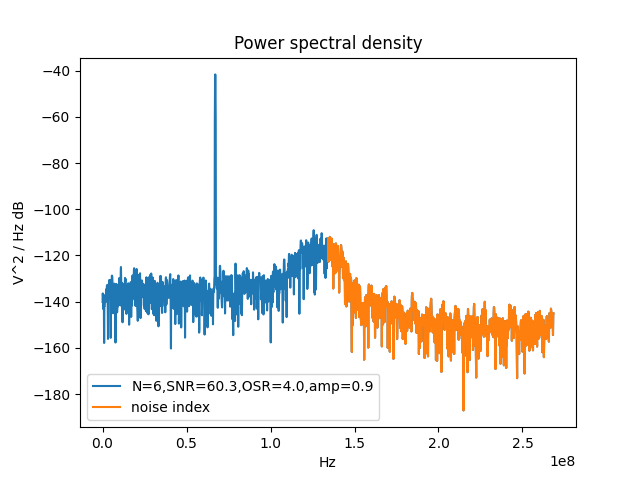 Power spectral density
V^2 / Hz dB
−40
−60
−80
−100
−120
−140
−160
−180
N=6,SNR=60.3,OSR=4.0,amp=0.9
noise index
0.0 0.5 1.0 1.5 2.0 2.5
1e8
Hz